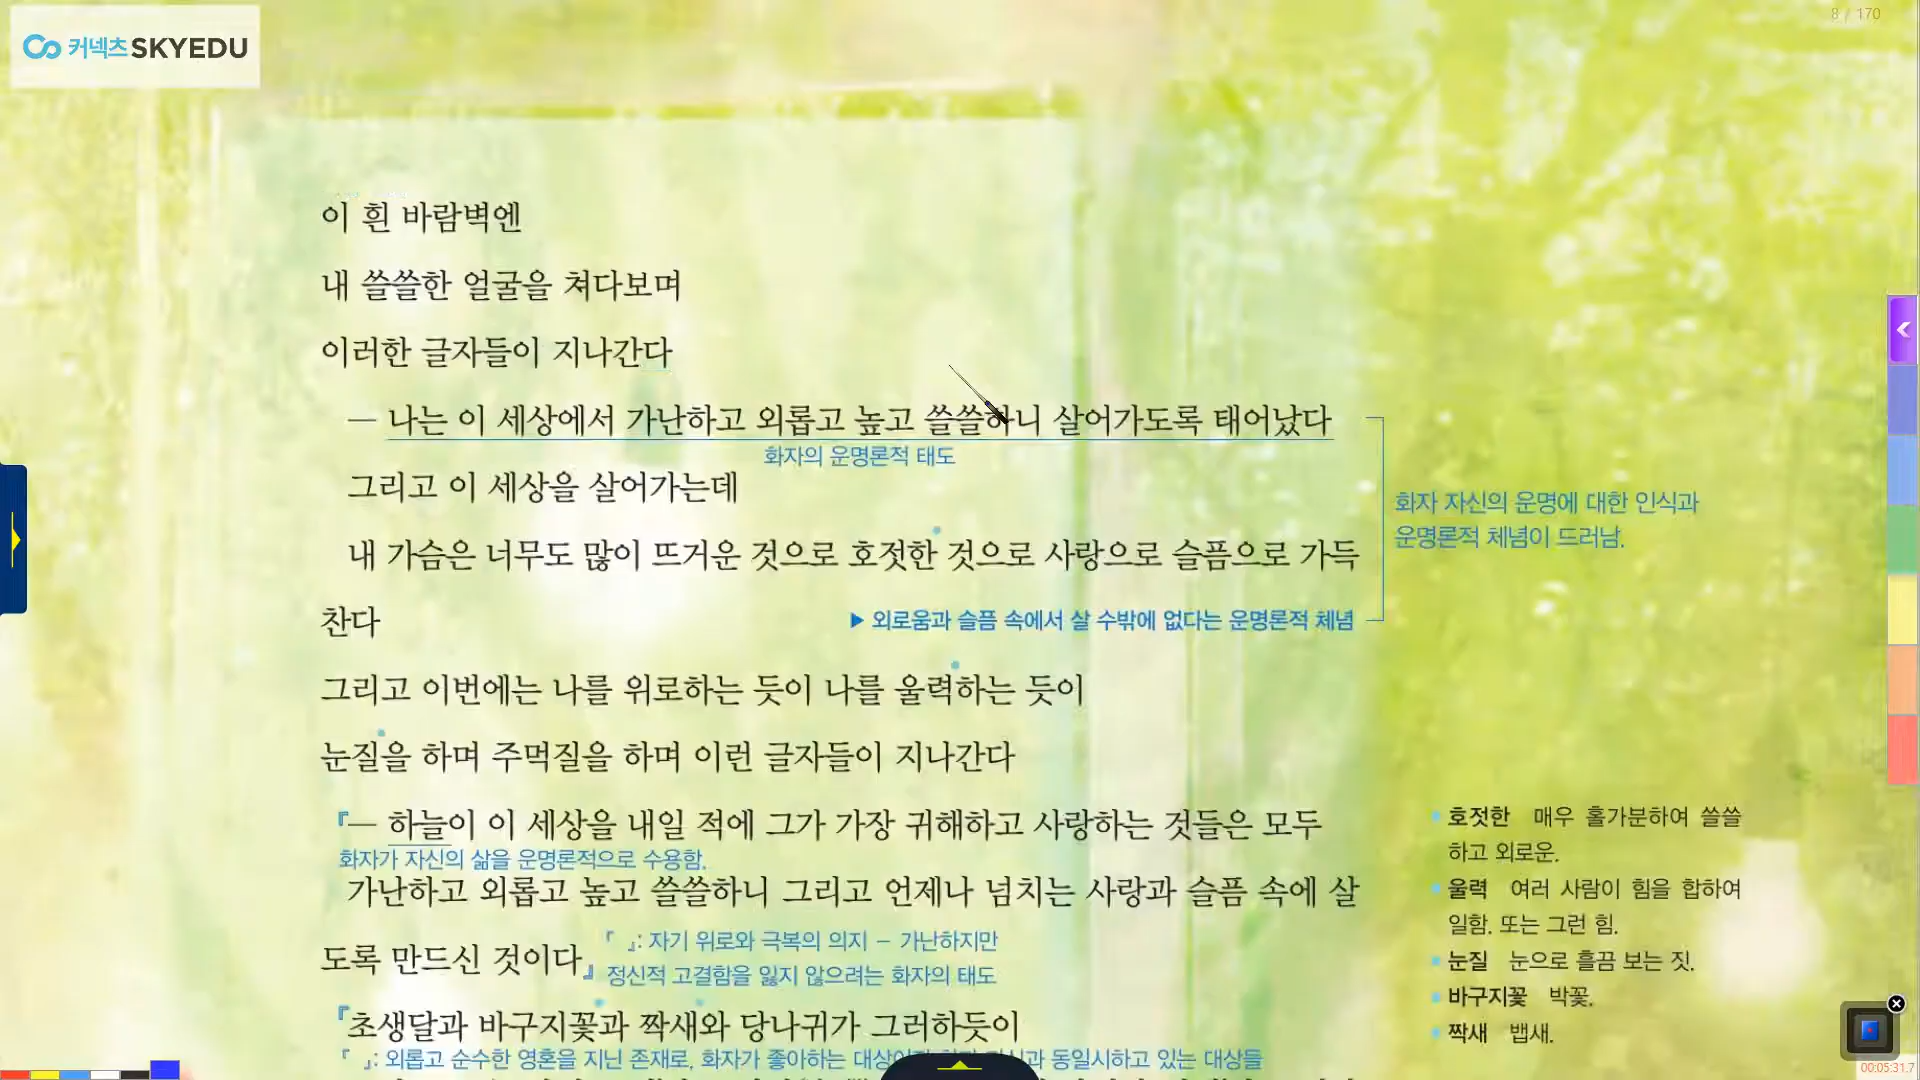 8 / 170
커넥츠 SKYEDU
이 흰 바람벽엔
내 쓸쓸한 얼굴을 쳐다보며
이러한 글자들이 지나간다
— 나는 이 세상에서 가난하고 외롭고 높고 쓸쓸하니 살어가도록 태어났다
화자의 운명론적 태도
그리고 이 세상을 살어가는데
화자 자신의 운명에 대한 인식과
운명론적 체념이 드러남.
내 가슴은 너무도 많이 뜨거운 것으로 호젓한 것으로 사랑으로 슬픔으로 가득
찬다
▶ 외로움과 슬픔 속에서 살 수밖에 없다는 운명론적 체념
그리고 이번에는 나를 위로하는 듯이 나를 울력하는 듯이
눈질을 하며 주먹질을 하며 이런 글자들이 지나간다
『— 하늘이 이 세상을 내일 적에 그가 가장 귀해하고 사랑하는 것들은 모두
화자가 자신의 삶을 운명론적으로 수용함.
가난하고 외롭고 높고 쓸쓸하니 그리고 언제나 넘치는 사랑과 슬픔 속에 살
도록 만드신 것이다』
『 』: 자기 위로와 극복의 의지 – 가난하지만
정신적 고결함을 잃지 않으려는 화자의 태도
『초생달과 바구지꽃과 짝새와 당나귀가 그러하듯이
『 』: 외롭고 순수한 영혼을 지닌 존재로, 화자가 좋아하는 동일시하고 있는 대상들
호젓한 매우 홀가분하여 쓸쓸
하고 외로운.
울력 여러 사람이 힘을 합하여
일함. 또는 그런 힘.
눈질 눈으로 흘끔 보는 짓.
바구지꽃 박꽃.
짝새 뱁새.
00:05:31.7